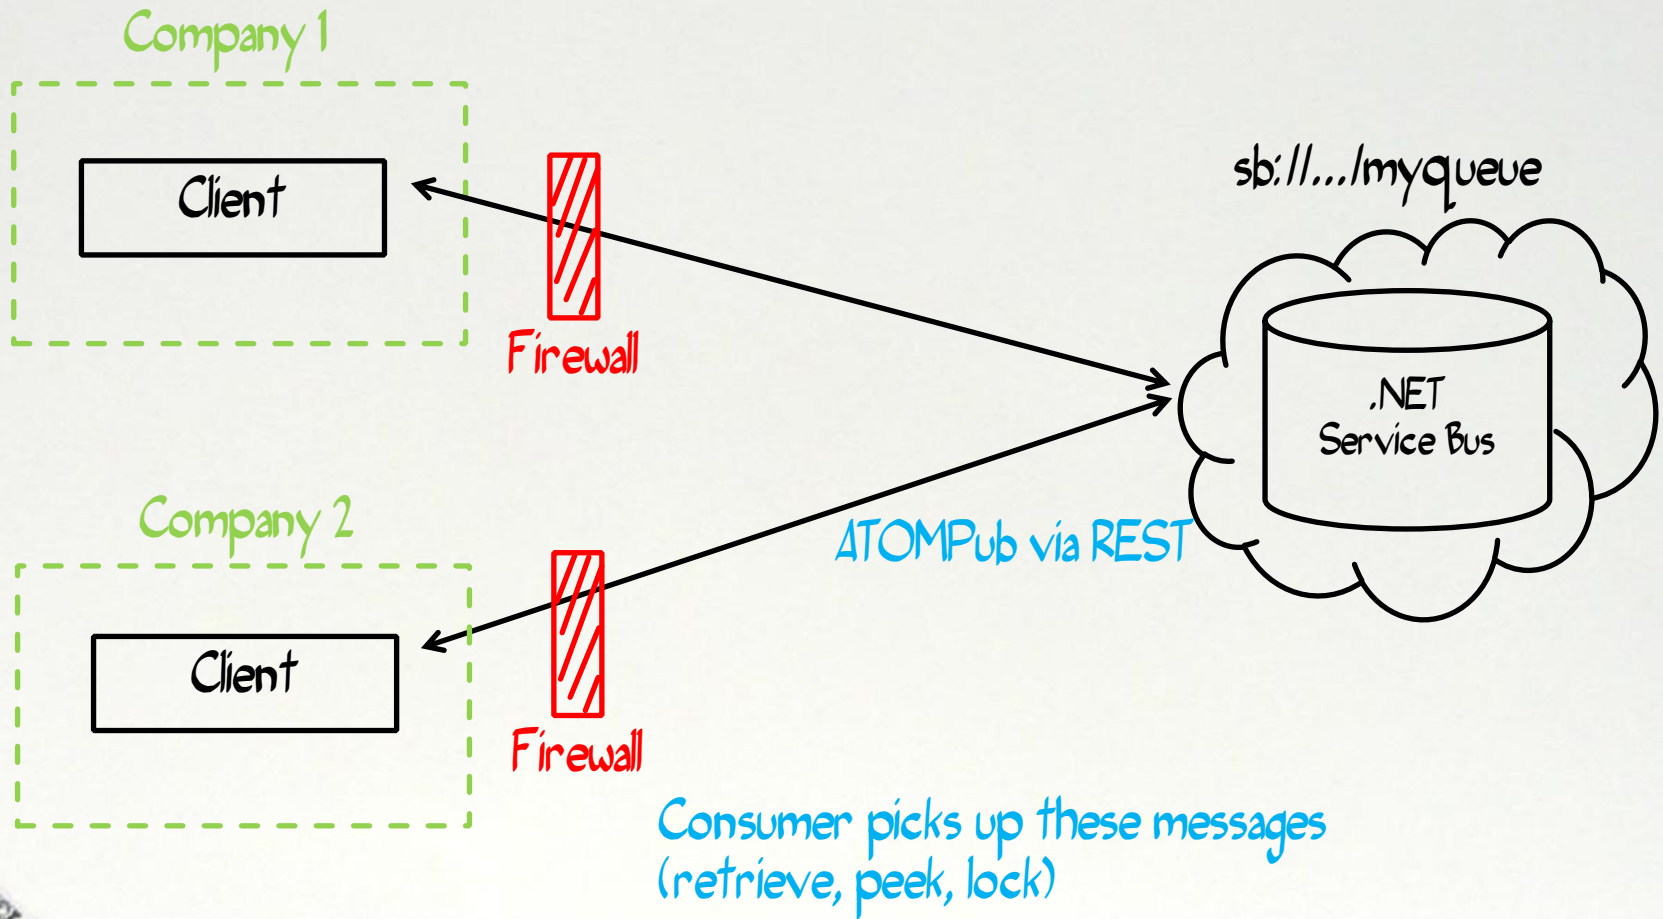 Company 1
Client
Firewall
sb://.../myqueue
.NET
Service Bus
Company 2
Client
Firewall
ATOMPub via REST
Consumer picks up these messages
(retrieve, peek, lock)